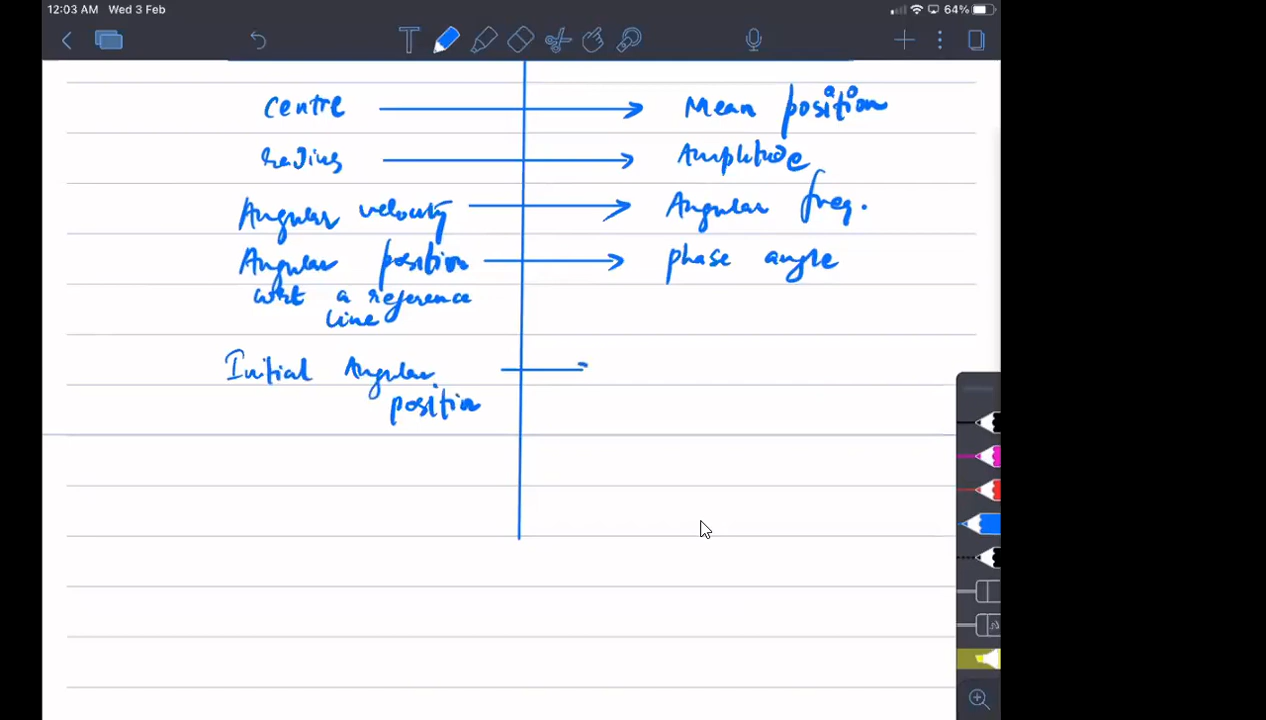 12:03 AM Wed 3 Feb 64%
T
Centre → Mean position
radius → Amplitude
Angular velocity → Angular freq.
Angular position → phase angle
wrt a reference
line
Initial Angular
position